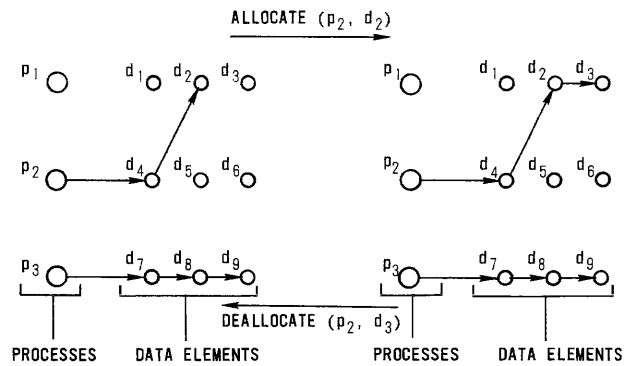 ALLOCATE (p2, d2)
p1 d1 d2 d3 p1 d1 d2 d3
p2 d4 d5 d6 p2 d4 d5 d6
p3 d7 d8 d9 p3 d7 d8 d9
DEALLOCATE (p2, d3)
PROCESSES DATA ELEMENTS PROCESSES DATA ELEMENTS